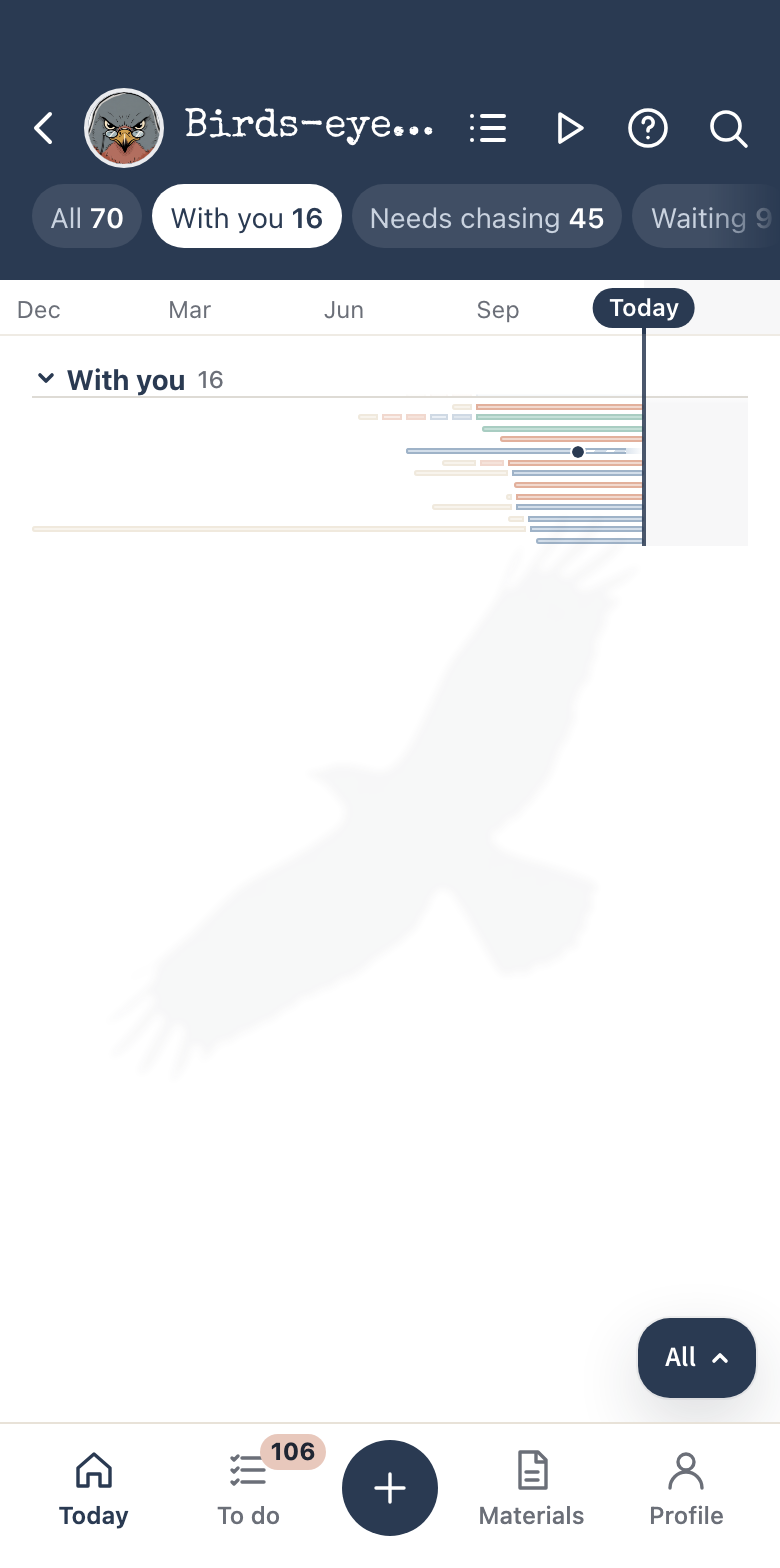 Birds-eye...
All 70
With you 16
Needs chasing 45
Waiting 9
Dec Mar Jun Sep Today
With you 16
All
106
Today To do Materials Profile